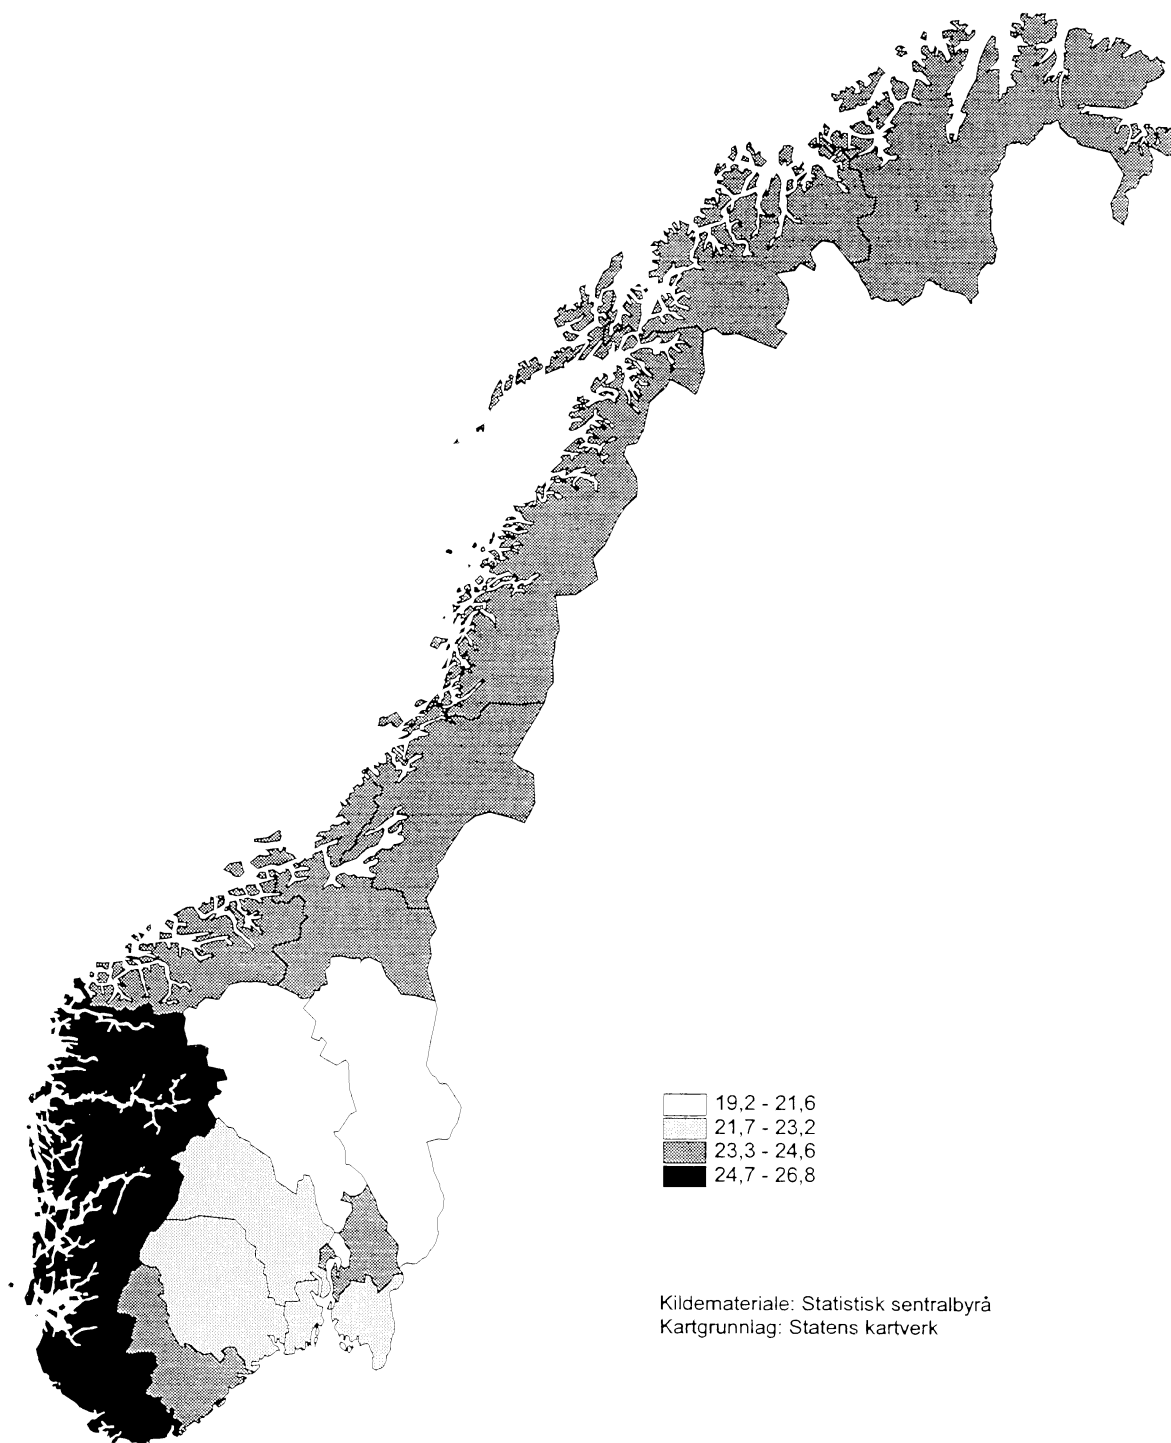 19,2 - 21,6
21,7 - 23,2
23,3 - 24,6
24,7 - 26,8
Kildemateriale: Statistisk sentralbyrå
Kartgrunnlag: Statens kartverk